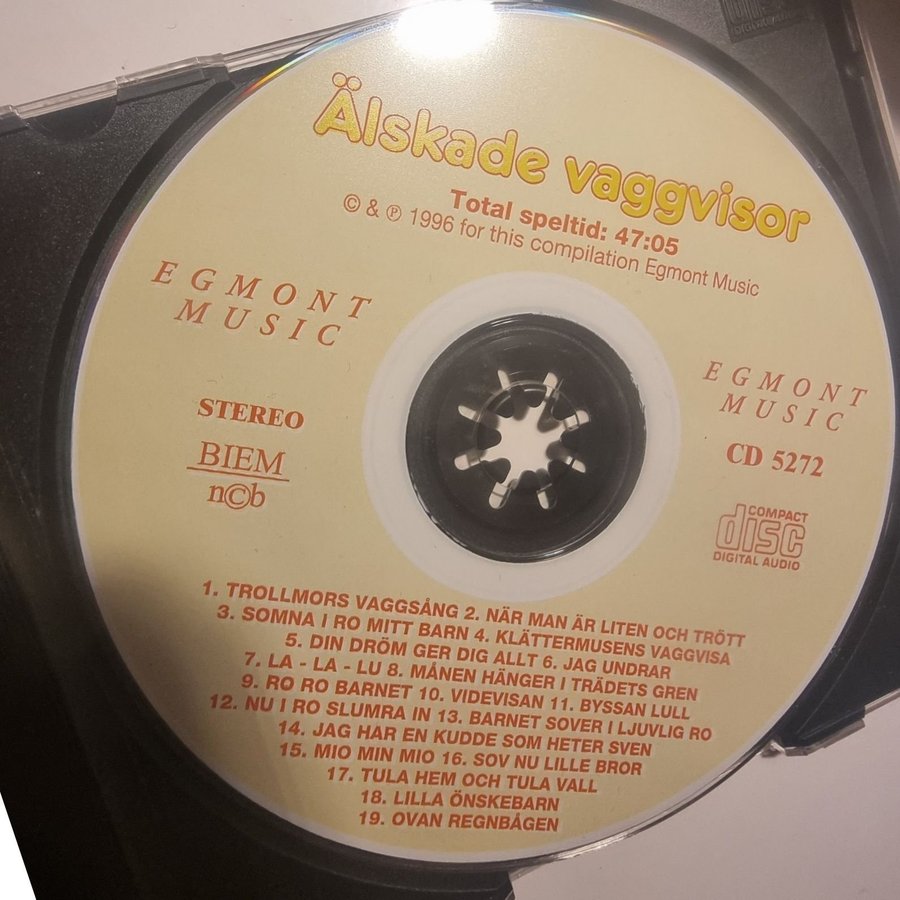 Älskade vaggvisor
Total speltid: 47:05
© & ℗ 1996 for this compilation Egmont Music
EGMONT
MUSIC
STEREO
BIEM
n©b
EGMONT
MUSIC
CD 5272
COMPACT
disc
DIGITAL AUDIO
1. TROLLMORS VAGGSÅNG 2. NÄR MAN ÄR LITEN OCH TRÖTT
3. SOMNA I RO MITT BARN 4. KLÄTTERMUSENS VAGGVISA
5. DIN DRÖM GER DIG ALLT 6. JAG UNDRAR
7. LA - LA - LU 8. MÅNEN HÄNGER I TRÄDETS GREN
9. RO RO BARNET 10. VIDEVISAN 11. BYSSAN LULL
12. NU I RO SLUMRA IN 13. BARNET SOVER I LJUVLIG RO
14. JAG HAR EN KUDDE SOM HETER SVEN
15. MIO MIN MIO 16. SOV NU LILLE BROR
17. TULA HEM OCH TULA VALL
18. LILLA ÖNSKEBARN
19. OVAN REGNBÅGEN